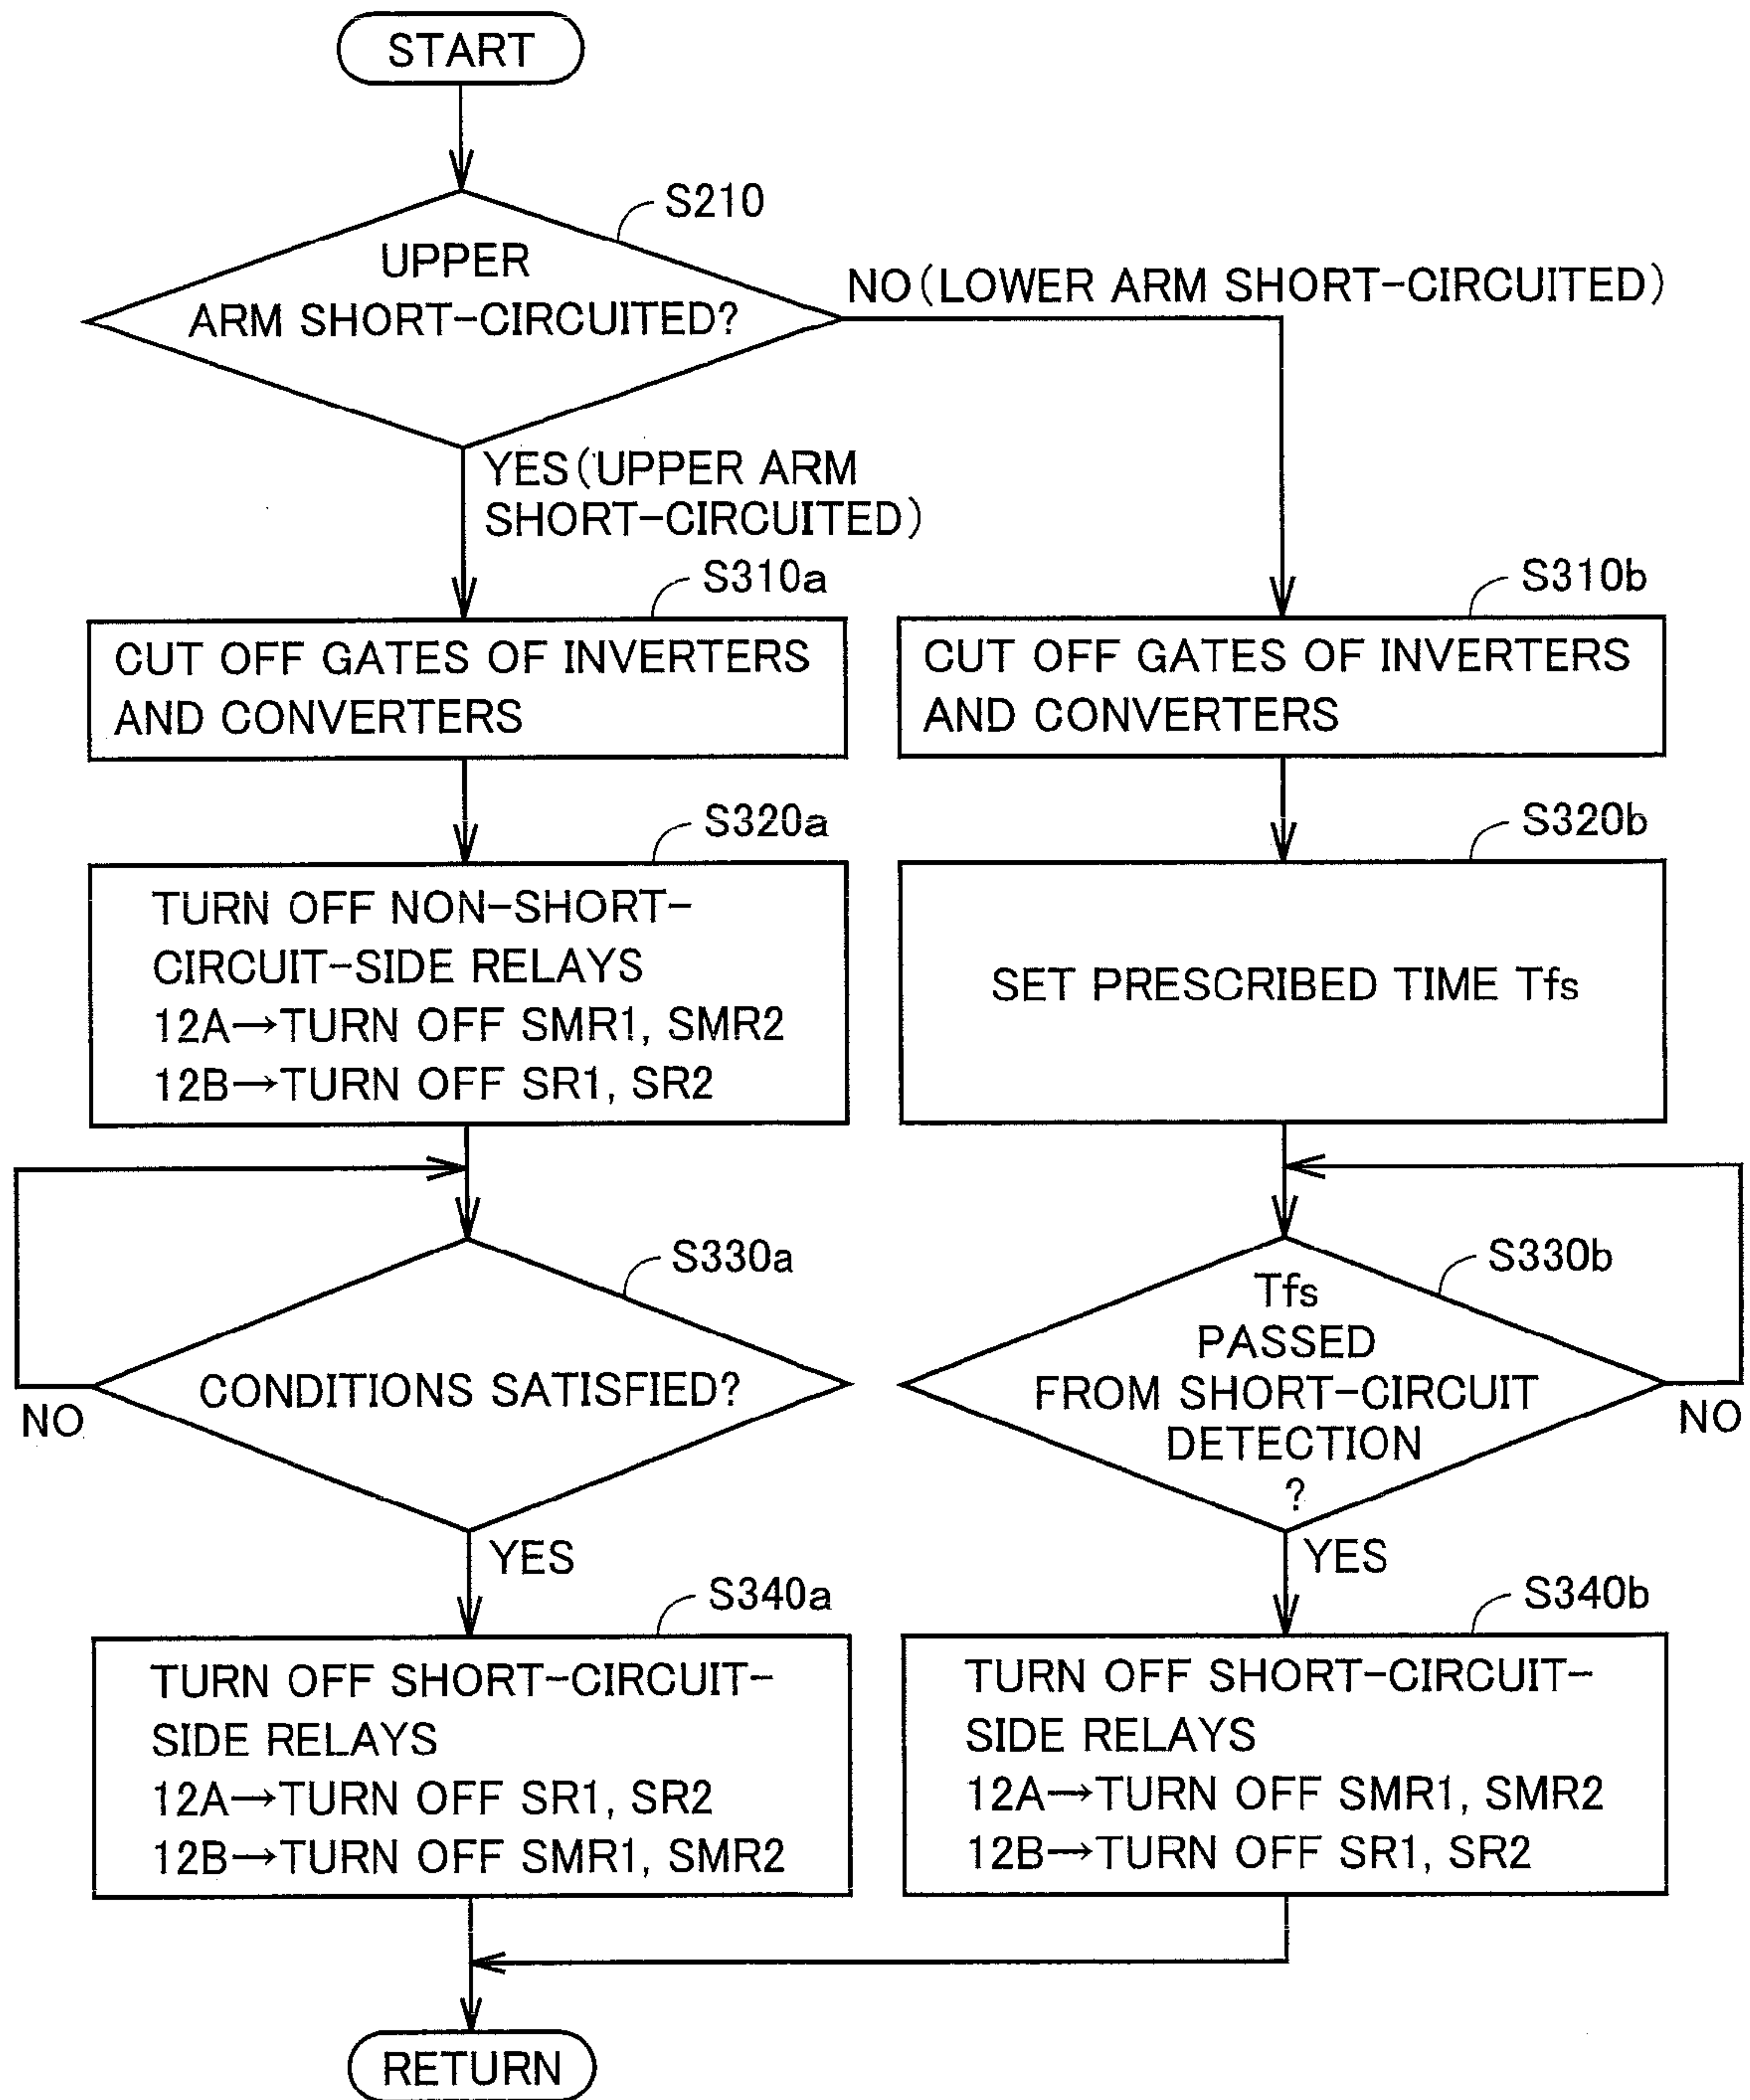 START
S210
UPPER
ARM SHORT-CIRCUITED?
NO(LOWER ARM SHORT-CIRCUITED)
YES(UPPER ARM
SHORT-CIRCUITED)
S310a
CUT OFF GATES OF INVERTERS
AND CONVERTERS
S310b
CUT OFF GATES OF INVERTERS
AND CONVERTERS
S320a
TURN OFF NON-SHORT-
CIRCUIT-SIDE RELAYS
12A→TURN OFF SMR1, SMR2
12B→TURN OFF SR1, SR2
S320b
SET PRESCRIBED TIME Tfs
S330a
CONDITIONS SATISFIED?
NO
YES
S330b
Tfs
PASSED
FROM SHORT-CIRCUIT
DETECTION
?
NO
YES
S340a
TURN OFF SHORT-CIRCUIT-
SIDE RELAYS
12A→TURN OFF SR1, SR2
12B→TURN OFF SMR1, SMR2
S340b
TURN OFF SHORT-CIRCUIT-
SIDE RELAYS
12A→TURN OFF SMR1, SMR2
12B→TURN OFF SR1, SR2
RETURN